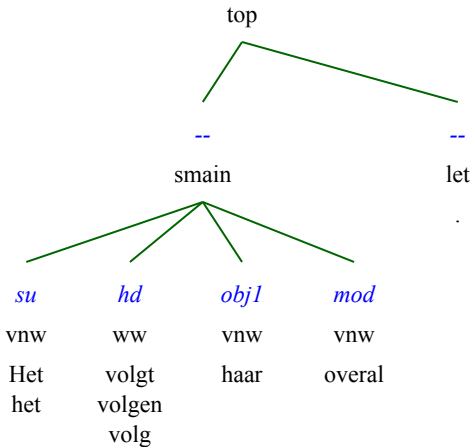 top
-- --
smain let
.
su hd obj1 mod
vnw ww vnw vnw
Het volgt haar overal
het volgen
volg